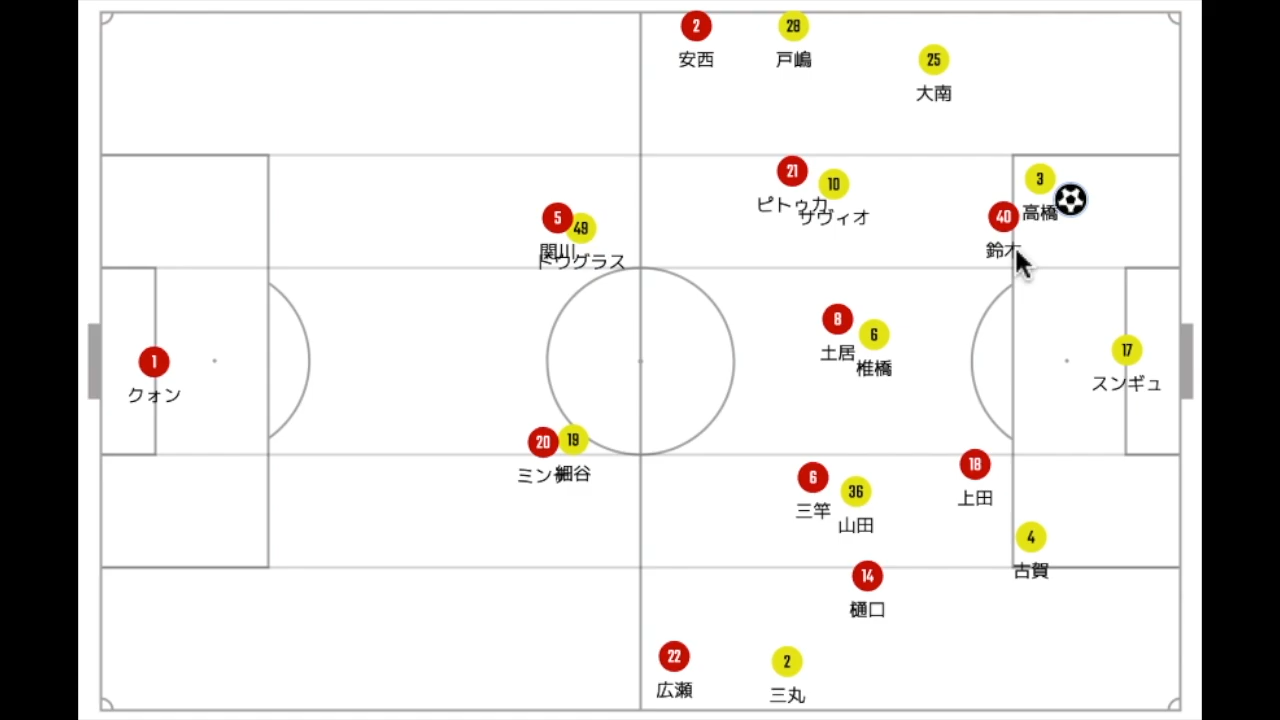 2
安西
28
戸嶋
25
大南
21
ピトゥカ
10
サヴィオ
3
高橋
40
鈴木
5
関川
49
ドウグラス
8
土居
6
椎橋
17
スンギュ
1
クォン
20
ミンテ
19
細谷
6
三竿
36
山田
18
上田
4
古賀
14
樋口
22
広瀬
2
三丸